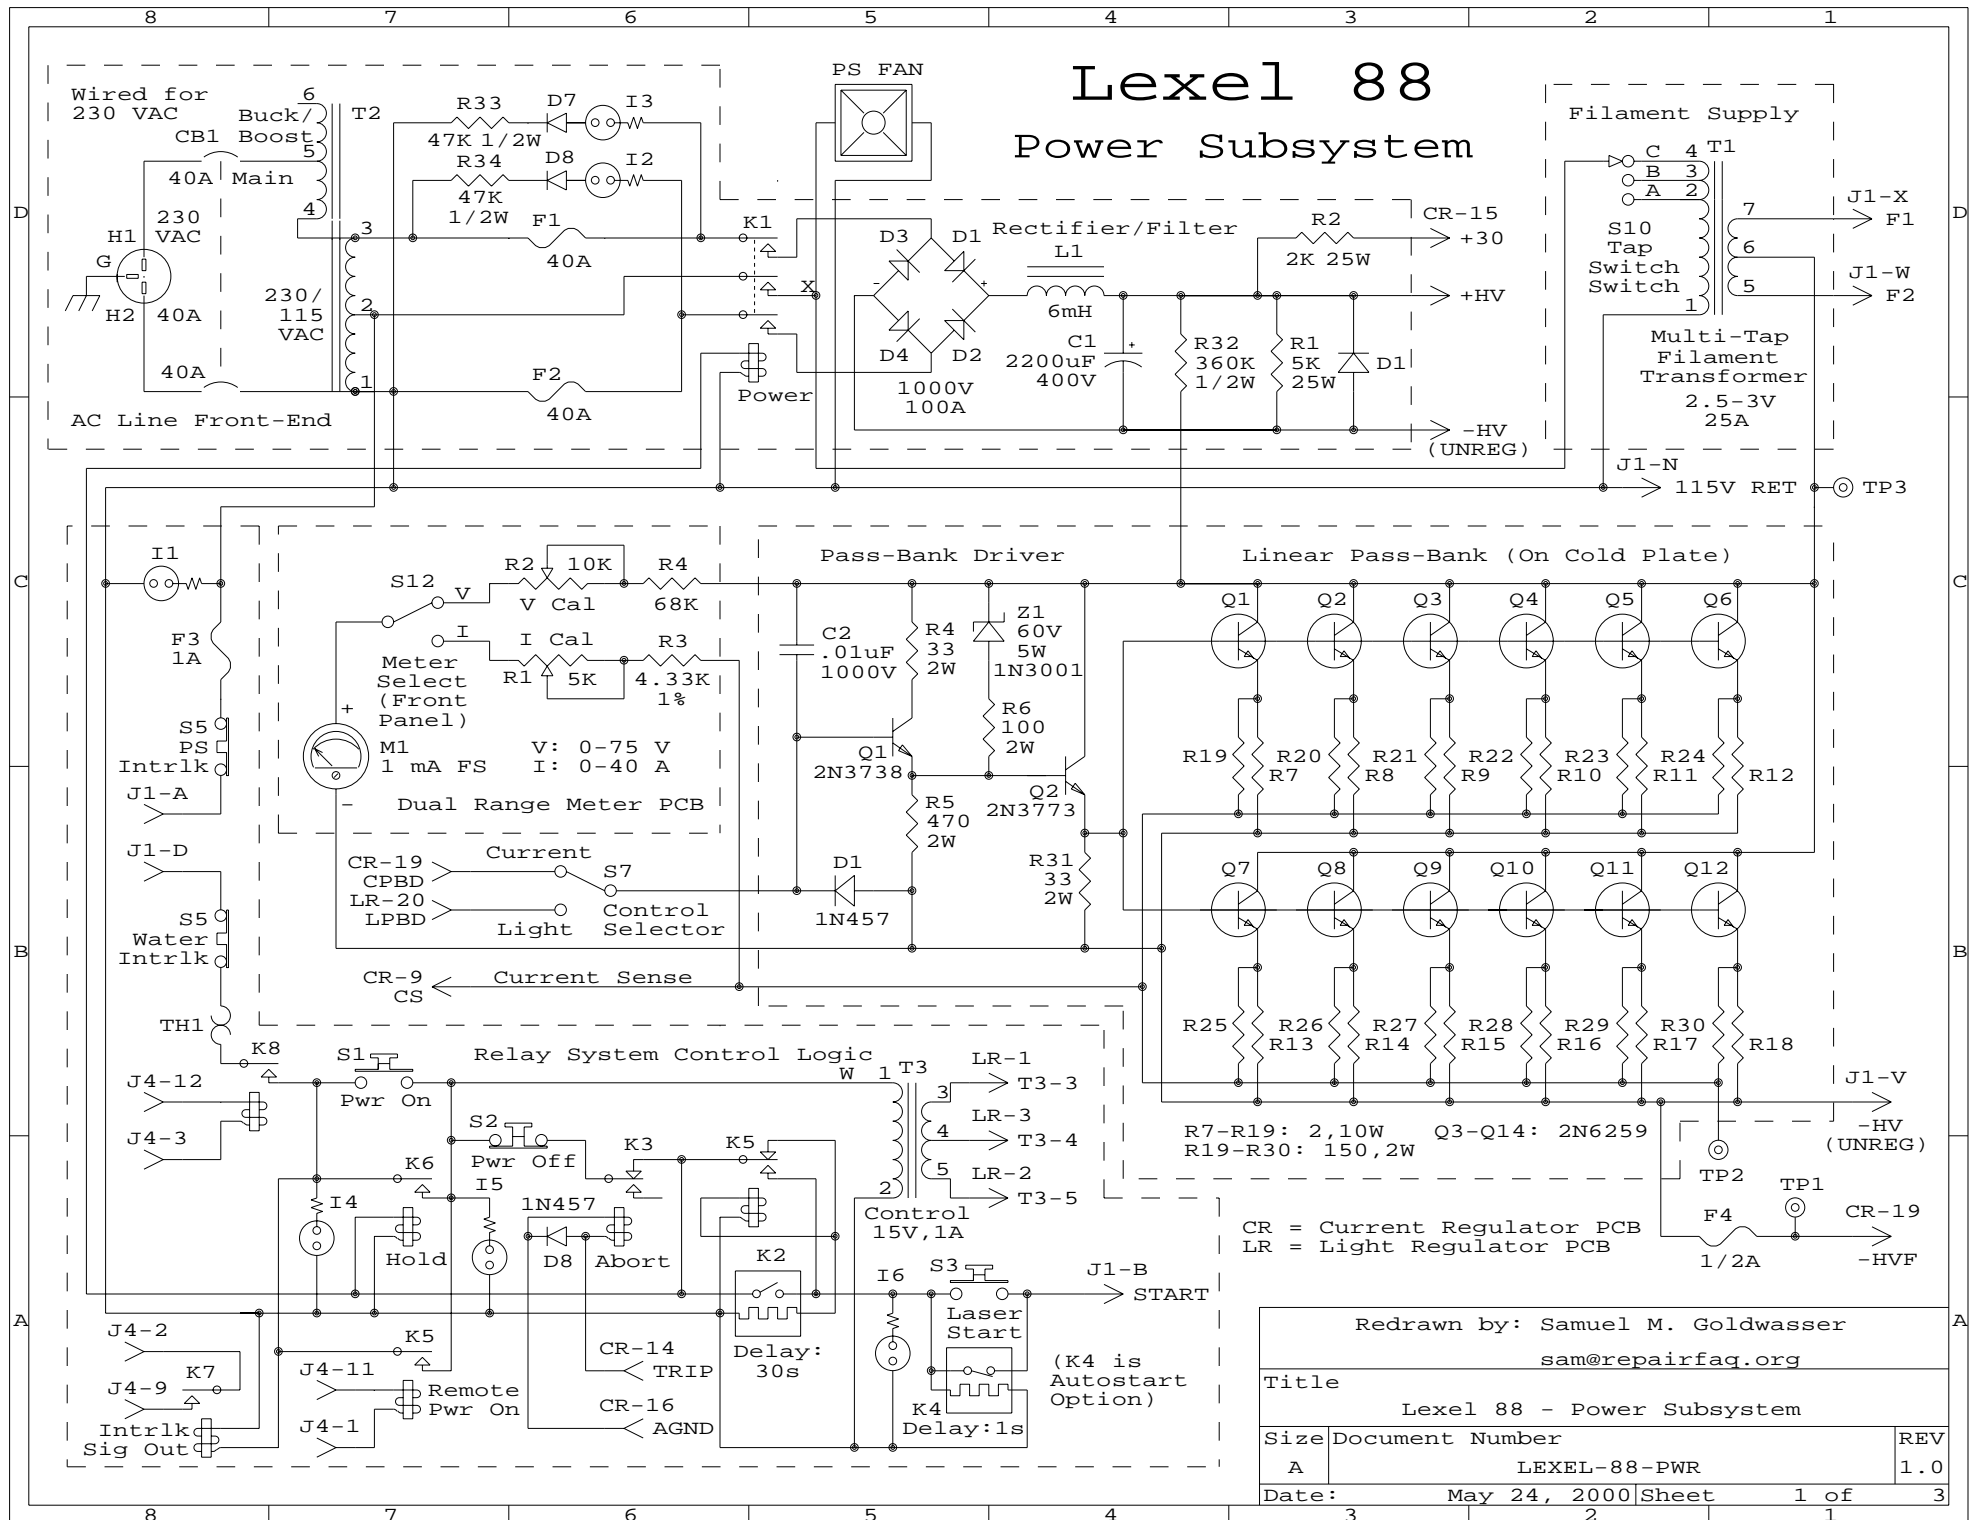 8 7 6 5 4 3 2 1
D
C
B
A
Lexel 88
Power Subsystem
Wired for
230 VAC
Buck/
Boost
6
5
4
T2
CB1
40A Main
230
VAC
H1
G
H2
40A
40A
230/
115
VAC
3
2
1
AC Line Front-End
R33
47K 1/2W
D7
I3
R34
47K
1/2W
D8
I2
F1
40A
F2
40A
K1
X
Power
PS FAN
D3
D1
D4
D2
-
+
1000V
100A
Rectifier/Filter
L1
6mH
C1
2200uF
400V
+
R32
360K
1/2W
R1
5K
25W
D1
R2
2K 25W
CR-15
+30
+HV
-HV
(UNREG)
Filament Supply
C 4
B 3
A 2
1
T1
S10
Tap
Switch
Switch
7
6
5
J1-X
F1
J1-W
F2
Multi-Tap
Filament
Transformer
2.5-3V
25A
J1-N
115V RET
TP3
I1
F3
1A
S5
PS
Intrlk
J1-A
J1-D
S5
Water
Intrlk
TH1
K8
J4-12
J4-3
S12
V
I
Meter
Select
(Front
Panel)
R2
10K
V Cal
R4
68K
I Cal
R1
5K
R3
4.33K
1%
+
M1
1 mA FS
-
V: 0-75 V
I: 0-40 A
Dual Range Meter PCB
CR-19
CPBD
LR-20
LPBD
Current
Light
S7
Control
Selector
CR-9
CS
Current Sense
Pass-Bank Driver
C2
.01uF
1000V
R4
33
2W
Z1
60V
5W
1N3001
R6
100
2W
Q1
2N3738
R5
470
2W
Q2
2N3773
D1
1N457
R31
33
2W
Linear Pass-Bank (On Cold Plate)
Q1 Q2 Q3 Q4 Q5 Q6
R19 R20 R21 R22 R23 R24
R7 R8 R9 R10 R11 R12
Q7 Q8 Q9 Q10 Q11 Q12
R25 R26 R27 R28 R29 R30
R13 R14 R15 R16 R17 R18
R7-R19: 2,10W
R19-R30: 150,2W
Q3-Q14: 2N6259
J1-V
-HV
(UNREG)
TP2
TP1
F4
1/2A
CR-19
-HVF
CR = Current Regulator PCB
LR = Light Regulator PCB
Relay System Control Logic
S1
Pwr On
S2
Pwr Off
W
1
2
T3
3
4
5
LR-1
T3-3
LR-3
T3-4
LR-2
T3-5
Control
15V,1A
K3
K5
K6
Hold
I4
I5
1N457
D8
Abort
K2
Delay:
30s
I6
S3
Laser
Start
K4
Delay:1s
J1-B
START
(K4 is
Autostart
Option)
J4-2
J4-9
K7
Intrlk
Sig Out
K5
J4-11
J4-1
Remote
Pwr On
CR-14
TRIP
CR-16
AGND
Redrawn by: Samuel M. Goldwasser
sam@repairfaq.org
Title
Lexel 88 - Power Subsystem
Size Document Number REV
A LEXEL-88-PWR 1.0
Date: May 24, 2000 Sheet 1 of 3
D
C
B
A
8 7 6 5 4 3 2 1